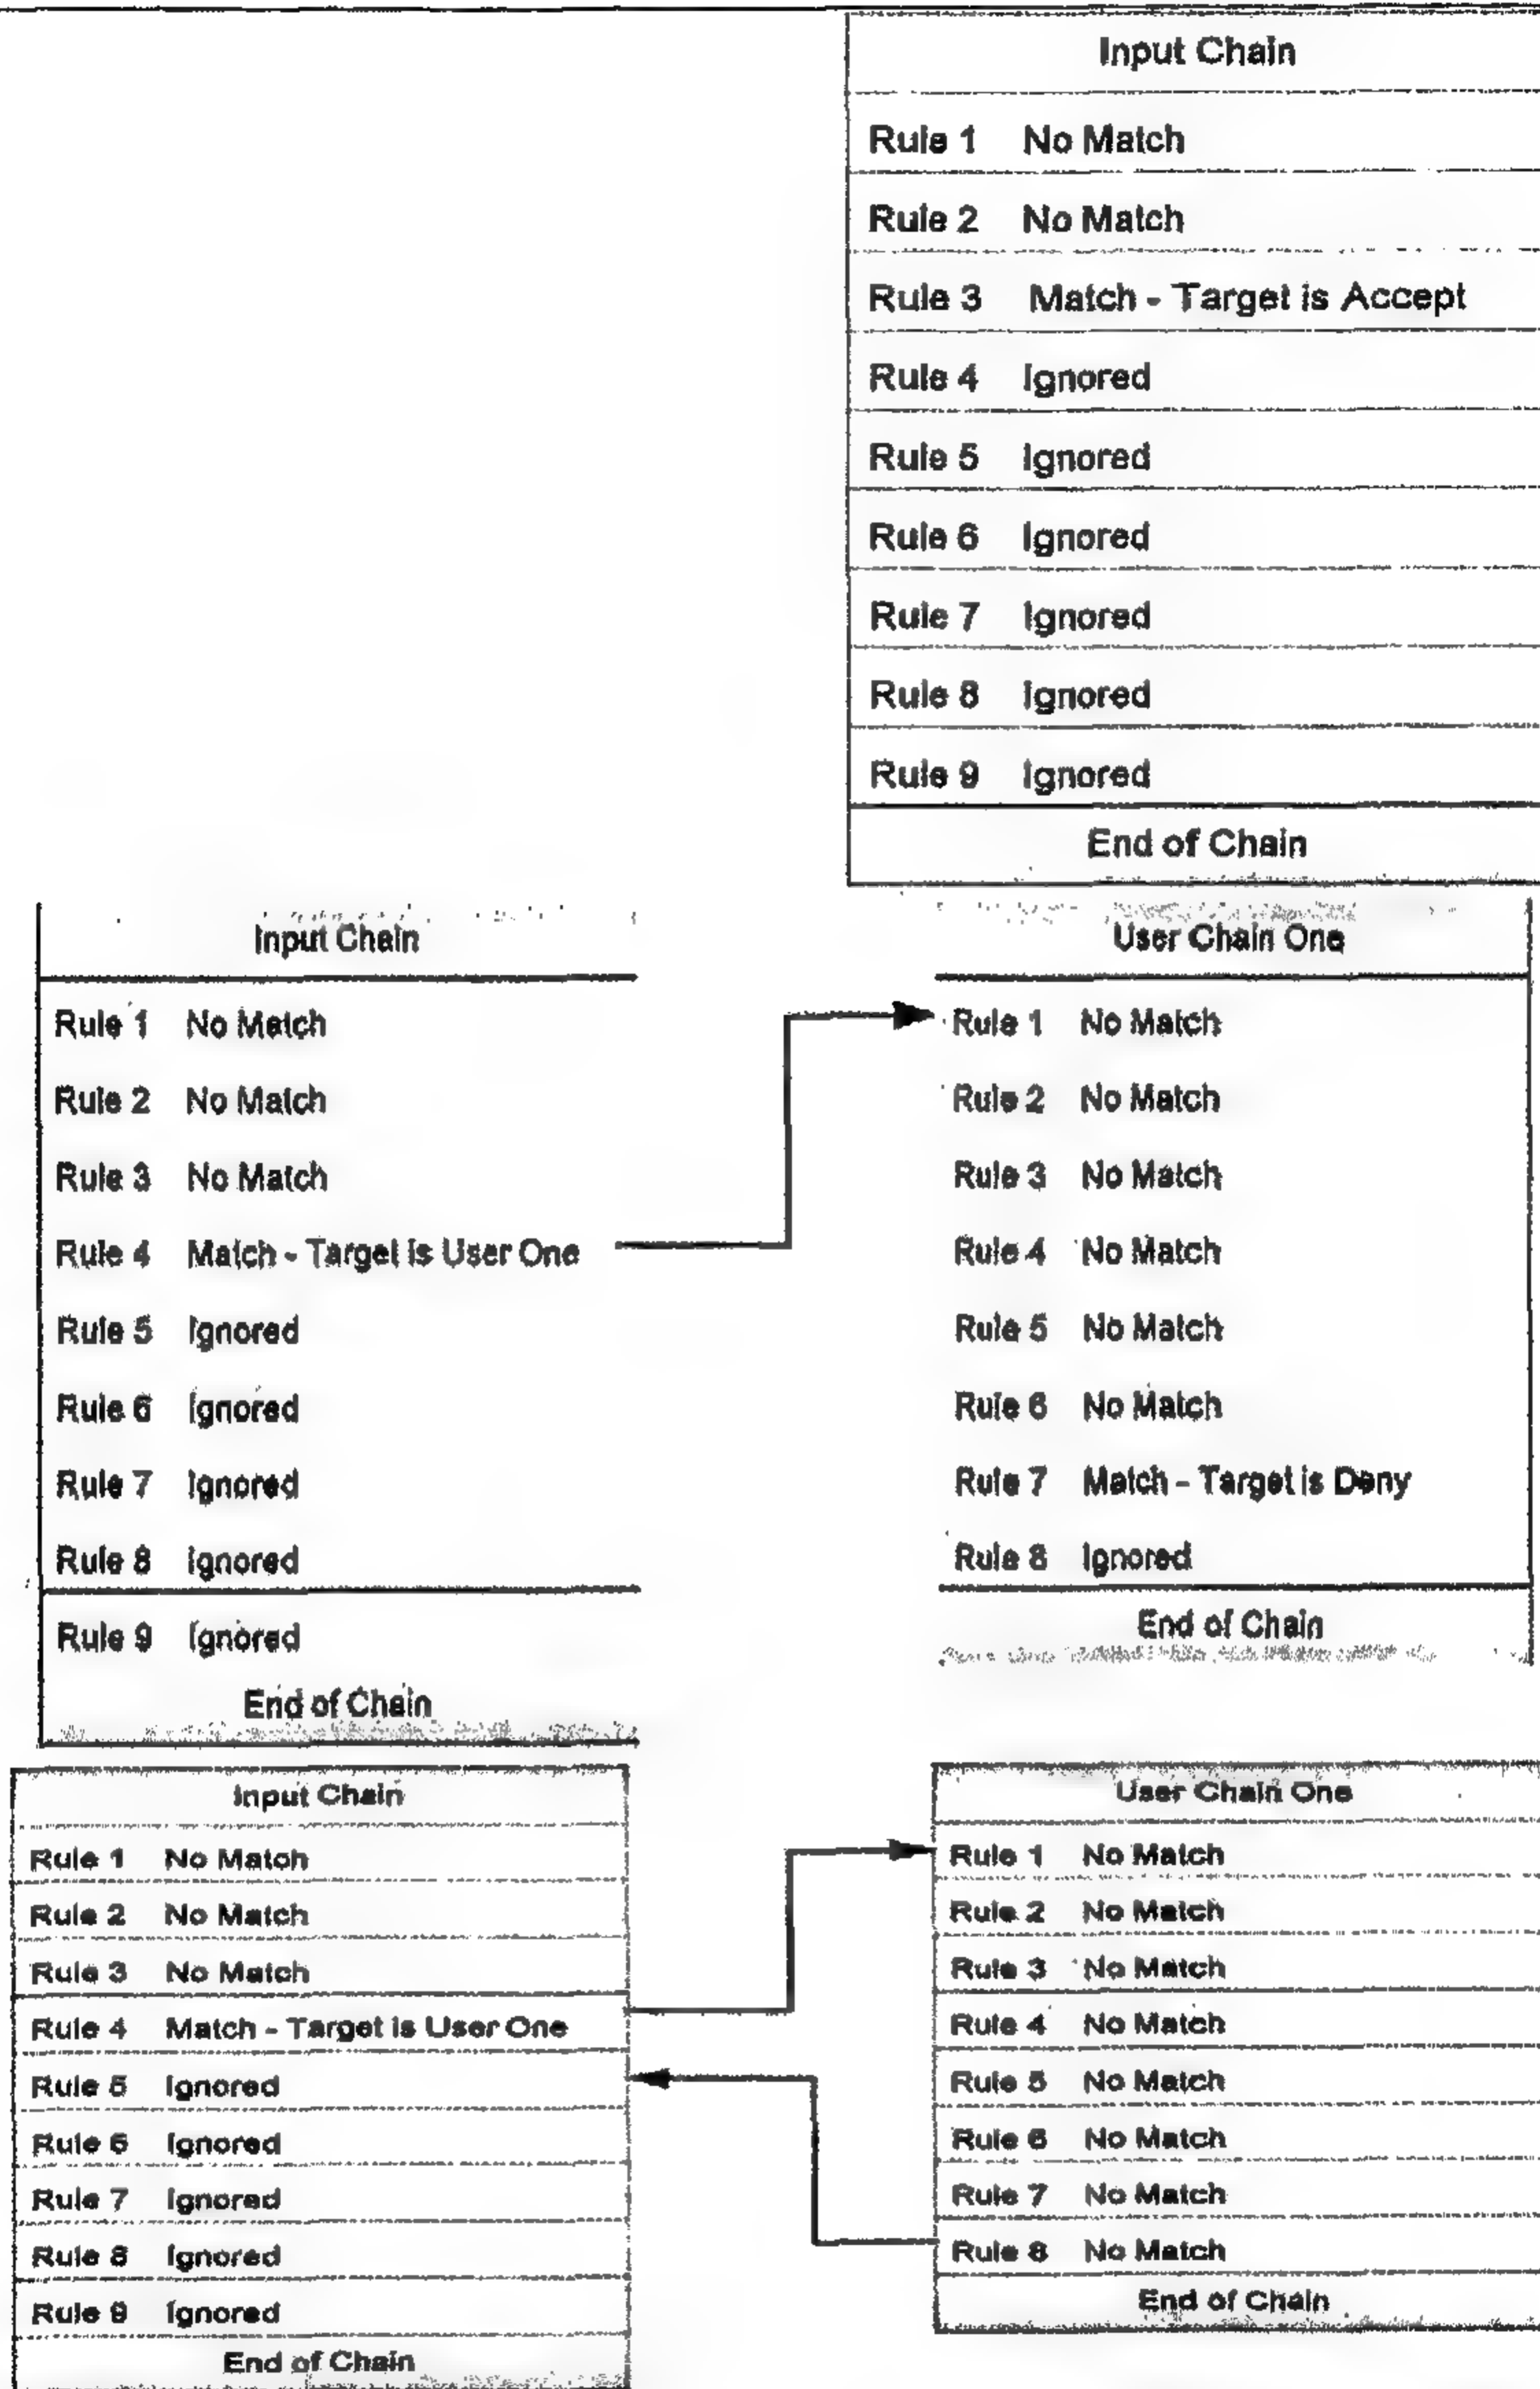 Input Chain
Rule 1 No Match
Rule 2 No Match
Rule 3 Match - Target is Accept
Rule 4 Ignored
Rule 5 Ignored
Rule 6 Ignored
Rule 7 Ignored
Rule 8 Ignored
Rule 9 Ignored
End of Chain
Input Chain
Rule 1 No Match
Rule 2 No Match
Rule 3 No Match
Rule 4 Match - Target is User One
Rule 5 Ignored
Rule 6 Ignored
Rule 7 Ignored
Rule 8 Ignored
Rule 9 Ignored
End of Chain
User Chain One
Rule 1 No Match
Rule 2 No Match
Rule 3 No Match
Rule 4 No Match
Rule 5 No Match
Rule 6 No Match
Rule 7 Match - Target is Deny
Rule 8 Ignored
End of Chain
Input Chain
Rule 1 No Match
Rule 2 No Match
Rule 3 No Match
Rule 4 Match - Target is User One
Rule 5 Ignored
Rule 6 Ignored
Rule 7 Ignored
Rule 8 Ignored
Rule 9 Ignored
End of Chain
User Chain One
Rule 1 No Match
Rule 2 No Match
Rule 3 No Match
Rule 4 No Match
Rule 5 No Match
Rule 6 No Match
Rule 7 No Match
Rule 8 No Match
End of Chain